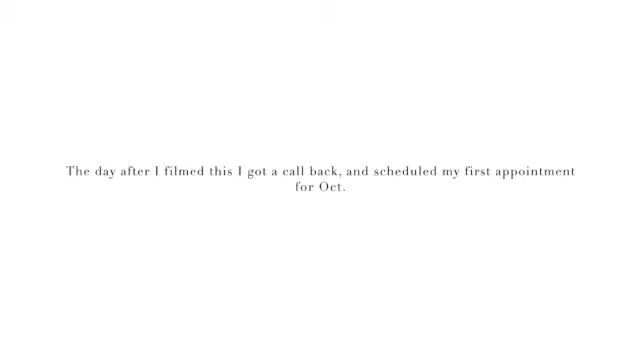 The day after I filmed this I got a call back, and scheduled my first appointment
for Oct.